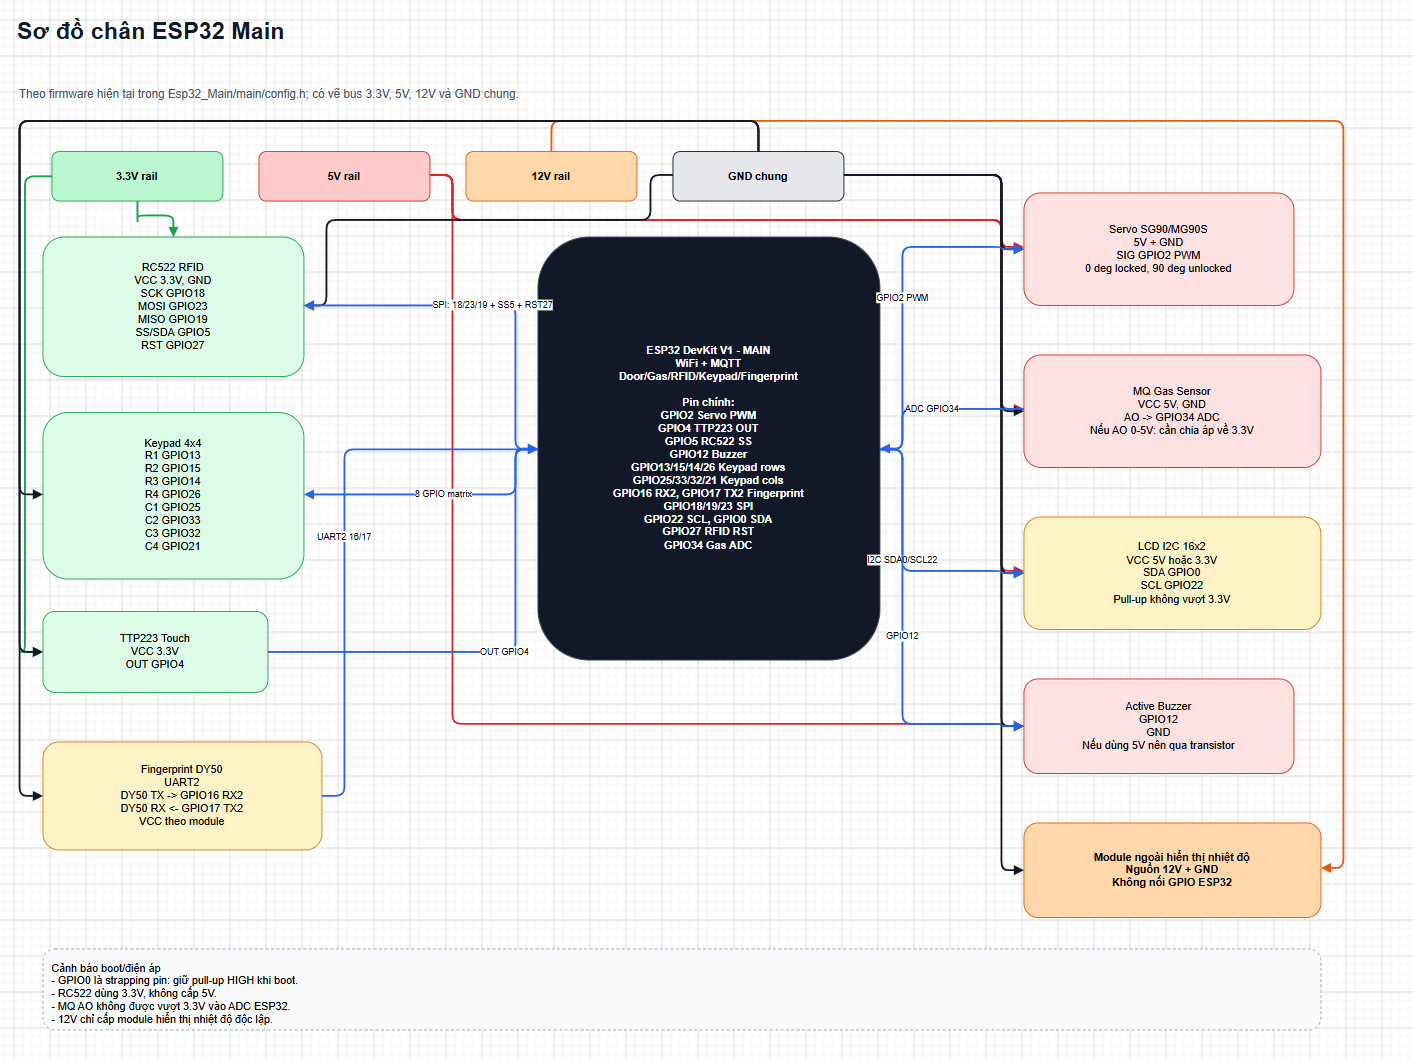 Sơ đồ chân ESP32 Main
Theo firmware hiện tại trong Esp32_Main/main/config.h; có vẽ bus 3.3V, 5V, 12V và GND chung.
3.3V rail
5V rail
12V rail
GND chung
RC522 RFID
VCC 3.3V, GND
SCK GPIO18
MOSI GPIO23
MISO GPIO19
SS/SDA GPIO5
RST GPIO27
Keypad 4x4
R1 GPIO13
R2 GPIO15
R3 GPIO14
R4 GPIO26
C1 GPIO25
C2 GPIO33
C3 GPIO32
C4 GPIO21
TTP223 Touch
VCC 3.3V
OUT GPIO4
Fingerprint DY50
UART2
DY50 TX -> GPIO16 RX2
DY50 RX <- GPIO17 TX2
VCC theo module
SPI: 18/23/19 + SS5 + RST27
8 GPIO matrix
UART2 16/17
OUT GPIO4
ESP32 DevKit V1 - MAIN
WiFi + MQTT
Door/Gas/RFID/Keypad/Fingerprint
Pin chính:
GPIO2 Servo PWM
GPIO4 TTP223 OUT
GPIO5 RC522 SS
GPIO12 Buzzer
GPIO13/15/14/26 Keypad rows
GPIO25/33/32/21 Keypad cols
GPIO16 RX2, GPIO17 TX2 Fingerprint
GPIO18/19/23 SPI
GPIO22 SCL, GPIO0 SDA
GPIO27 RFID RST
GPIO34 Gas ADC
GPIO2 PWM
ADC GPIO34
I2C SDA0/SCL22
GPIO12
Servo SG90/MG90S
5V + GND
SIG GPIO2 PWM
0 deg locked, 90 deg unlocked
MQ Gas Sensor
VCC 5V, GND
AO -> GPIO34 ADC
Nếu AO 0-5V: cần chia áp về 3.3V
LCD I2C 16x2
VCC 5V hoặc 3.3V
SDA GPIO0
SCL GPIO22
Pull-up không vượt 3.3V
Active Buzzer
GPIO12
GND
Nếu dùng 5V nên qua transistor
Module ngoài hiển thị nhiệt độ
Nguồn 12V + GND
Không nối GPIO ESP32
Cảnh báo boot/điện áp
- GPIO0 là strapping pin: giữ pull-up HIGH khi boot.
- RC522 dùng 3.3V, không cấp 5V.
- MQ AO không được vượt 3.3V vào ADC ESP32.
- 12V chỉ cấp module hiển thị nhiệt độ độc lập.